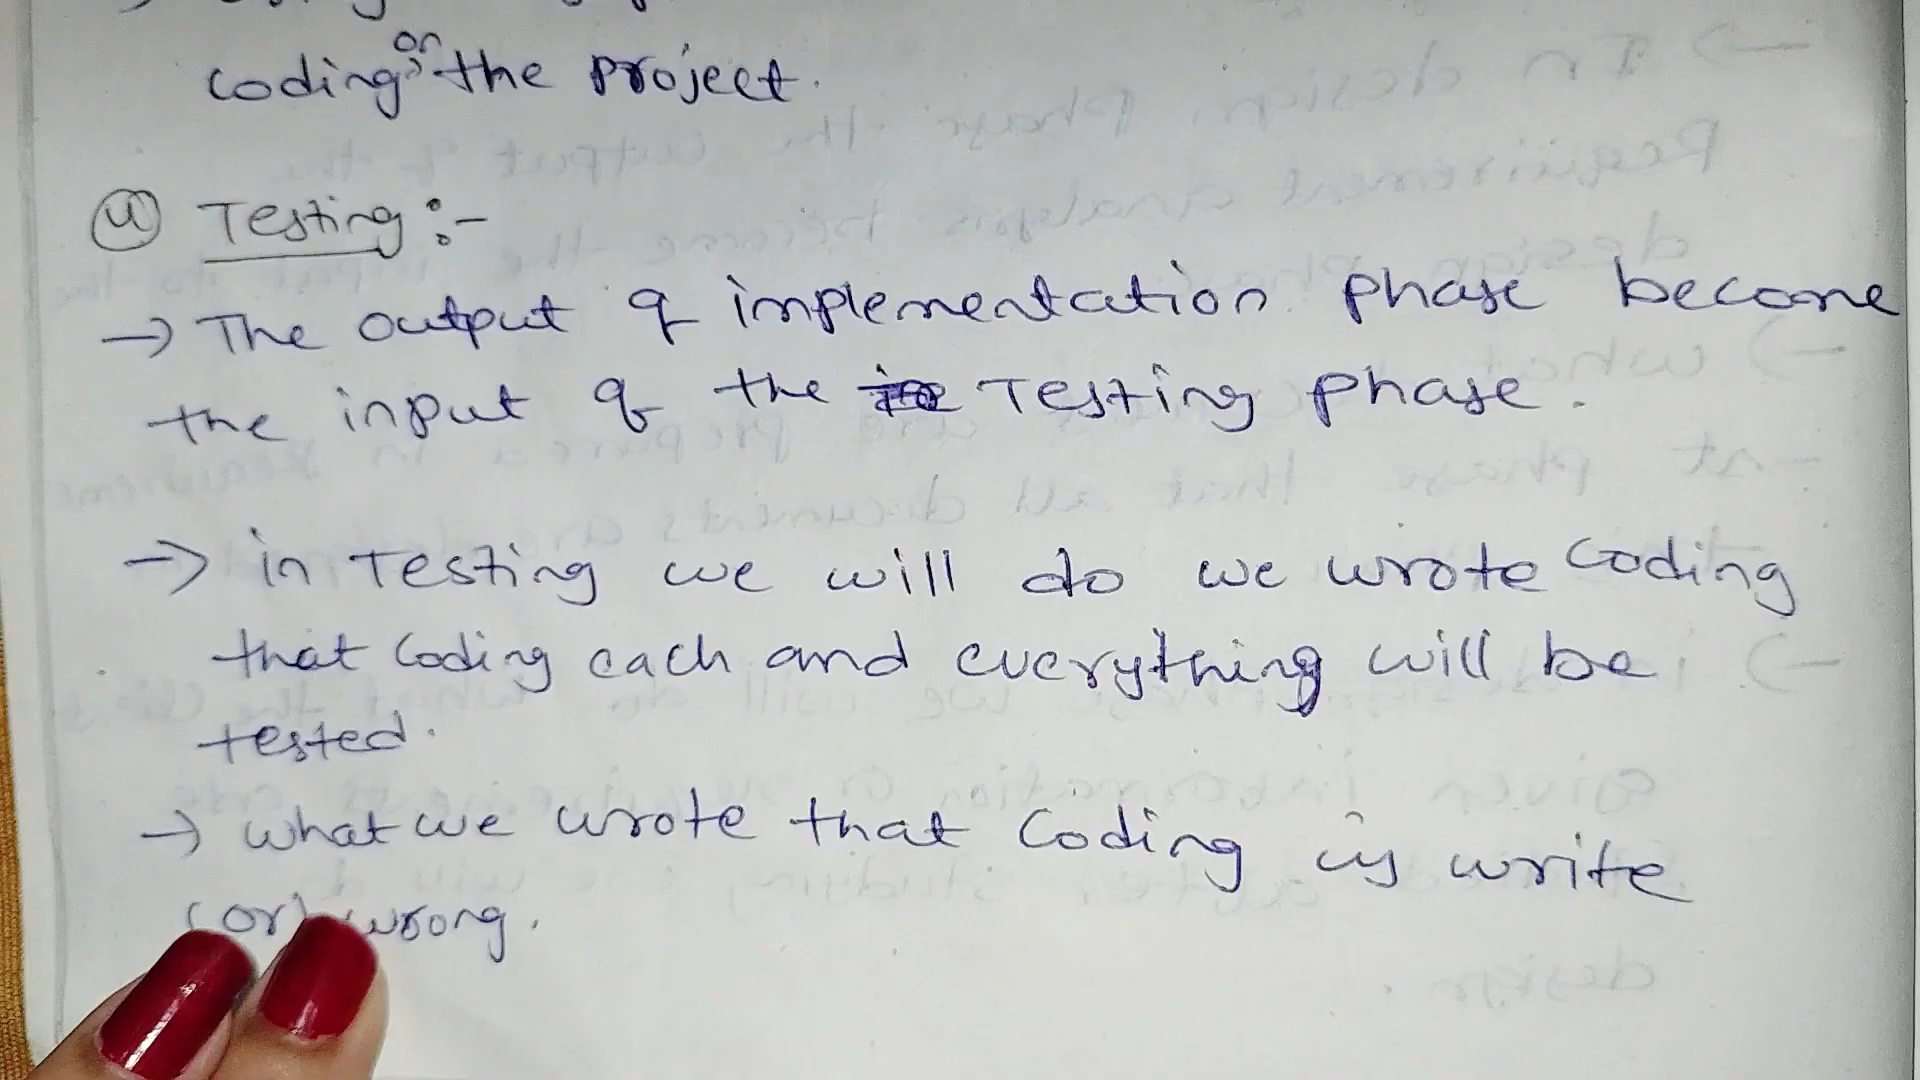 coding on the project.
④ Testing :-
→ The output of implementation phase become
the input of the Testing phase.
→ in Testing we will do we wrote coding
that coding each and everything will be
tested.
→ what we wrote that coding is write
(or) wrong.